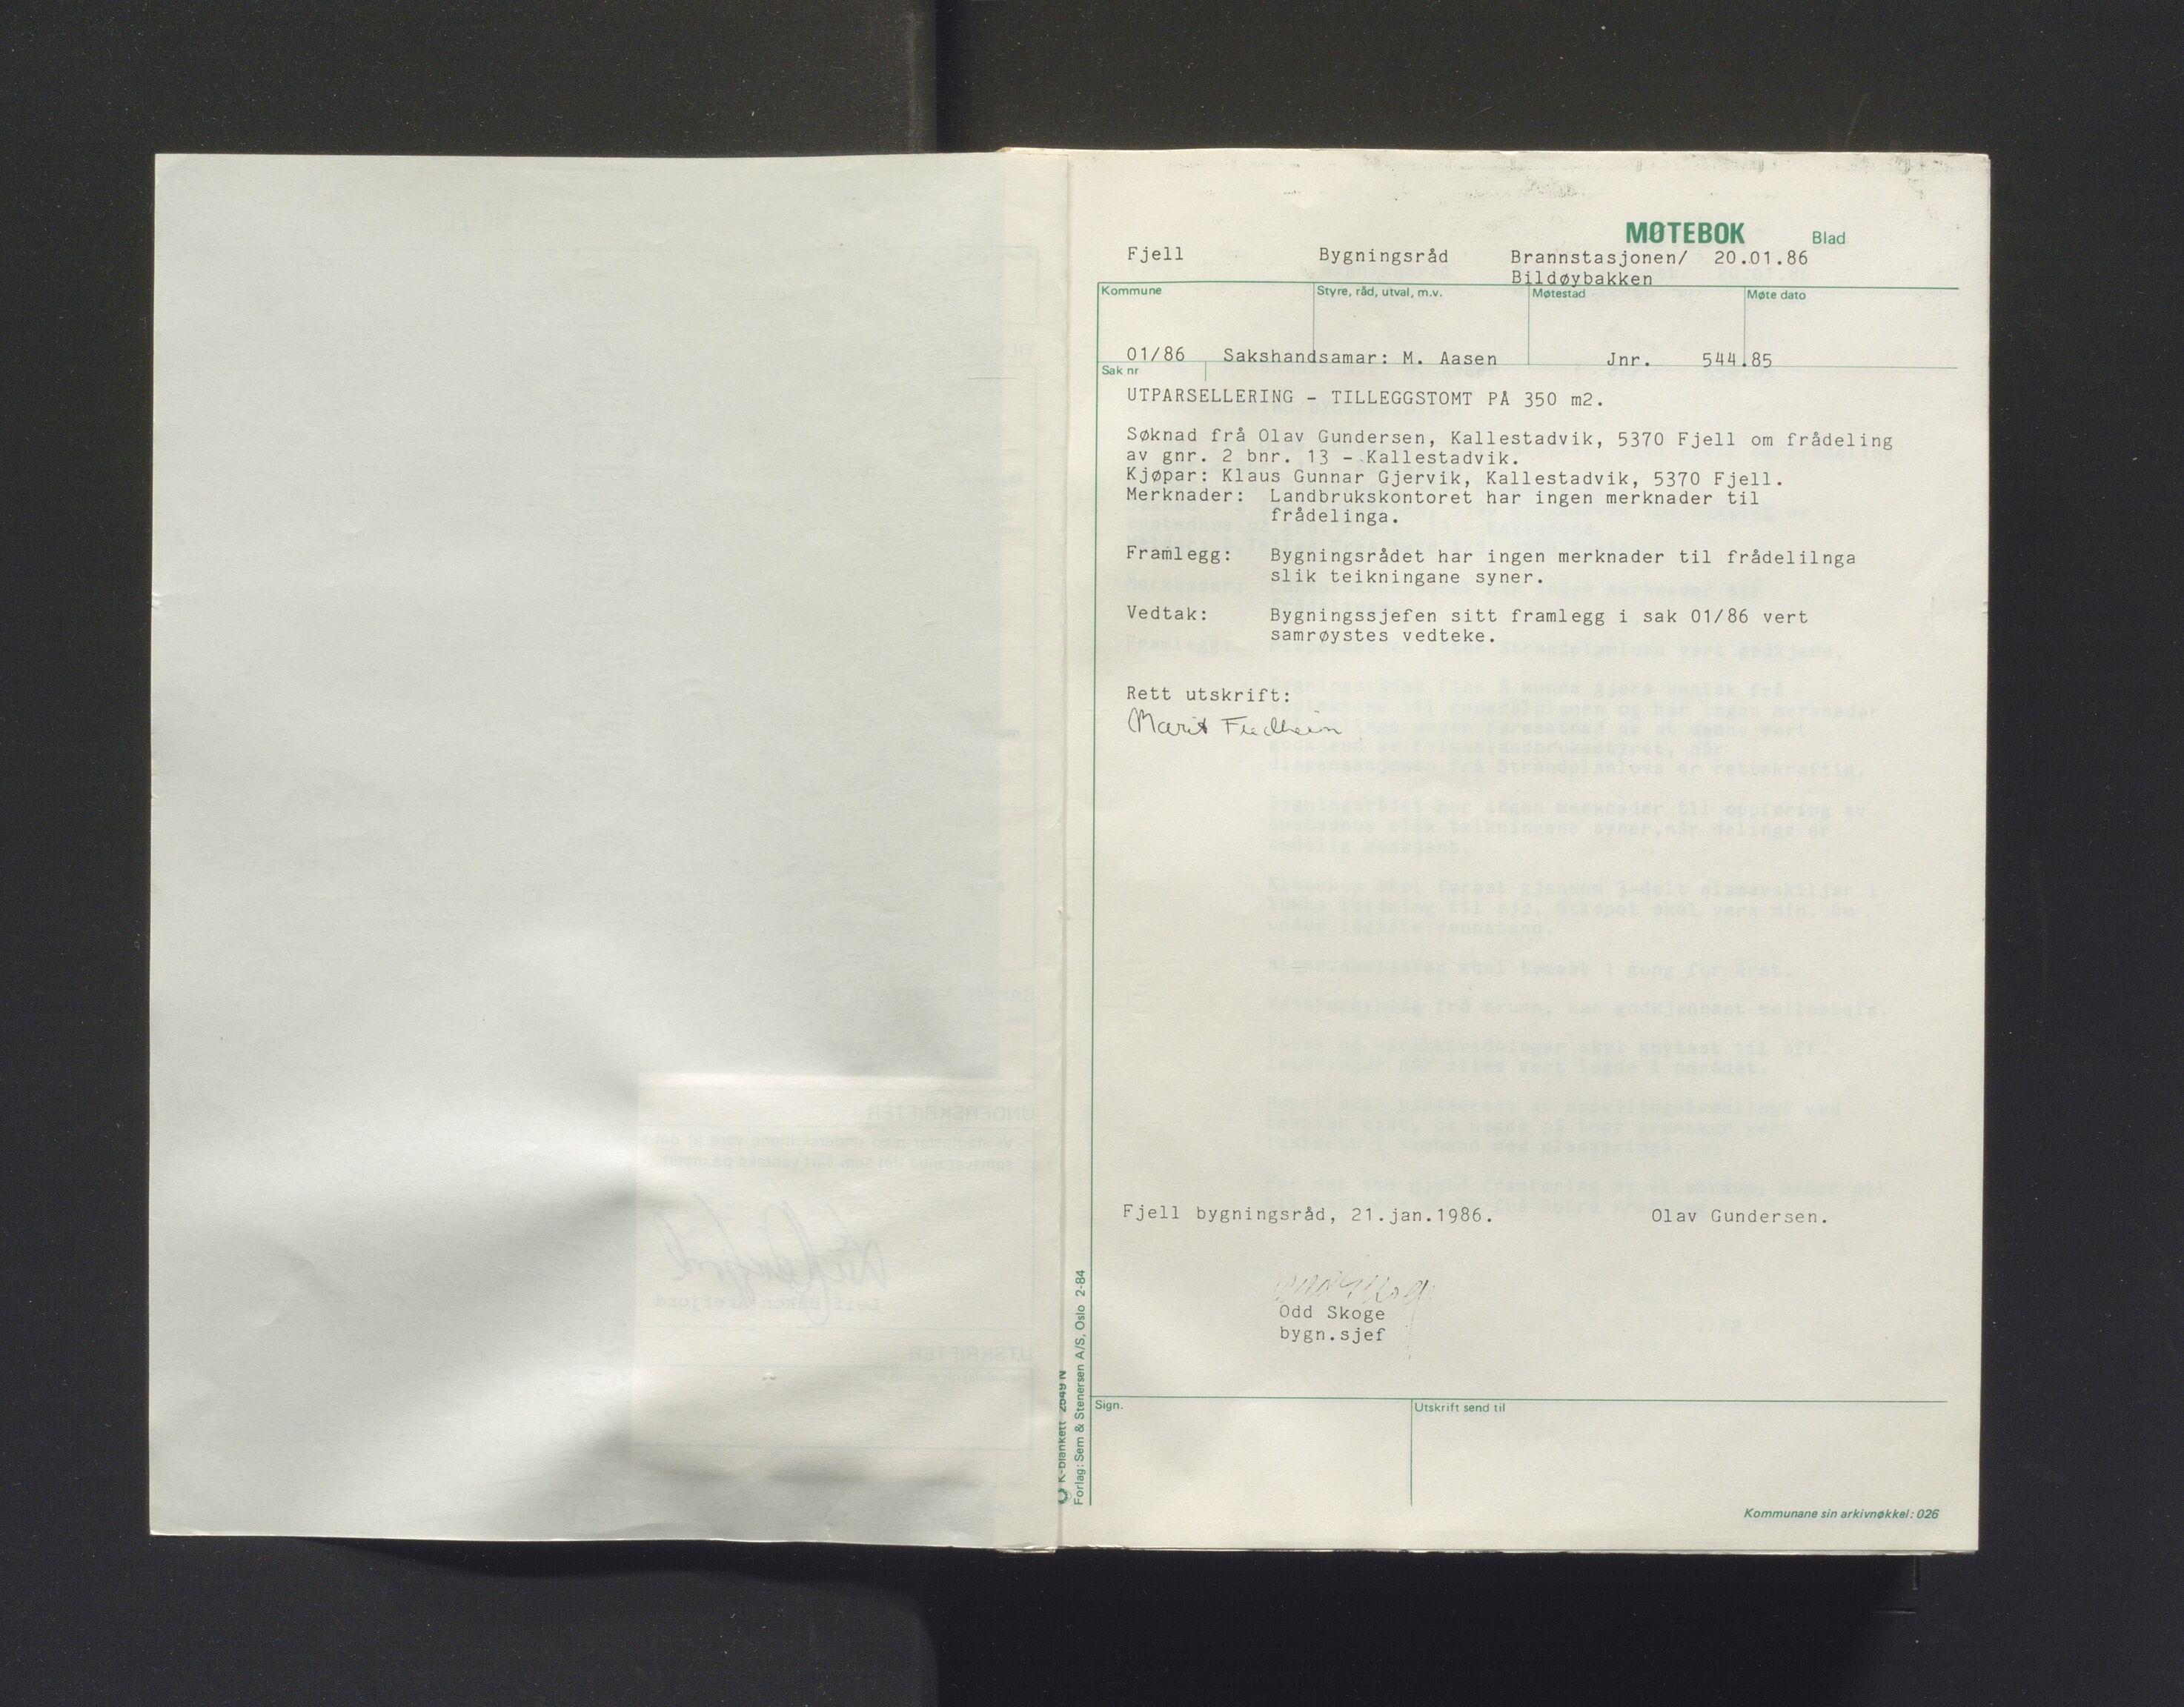 MØTEBOK Blad
Fjell Bygningsråd Brannstasjonen/ 20.01.86
Bildøybakken
Kommune Styre, råd, utval, m.v. Møtestad Møte dato
01/86 Sakshandsamar: M. Aasen Jnr. 544.85
Sak nr
UTPARSELLERING - TILLEGGSTOMT PÅ 350 m2.
Søknad frå Olav Gundersen, Kallestadvik, 5370 Fjell om frådeling
av gnr. 2 bnr. 13 - Kallestadvik.
Kjøpar: Klaus Gunnar Gjervik, Kallestadvik, 5370 Fjell.
Merknader: Landbrukskontoret har ingen merknader til
frådelinga.
Framlegg: Bygningsrådet har ingen merknader til frådelilnga
slik teikningane syner.
Vedtak: Bygningssjefen sitt framlegg i sak 01/86 vert
samrøystes vedteke.
Rett utskrift:
Marit
Fjell bygningsråd, 21.jan.1986. Olav Gundersen.
Odd Skoge
bygn.sjef
Sign. Utskrift send til
Kommunane sin arkivnøkkel: 026
K-blankett 2649 N
Forlag: Sem & Stenersen A/S, Oslo 2-84